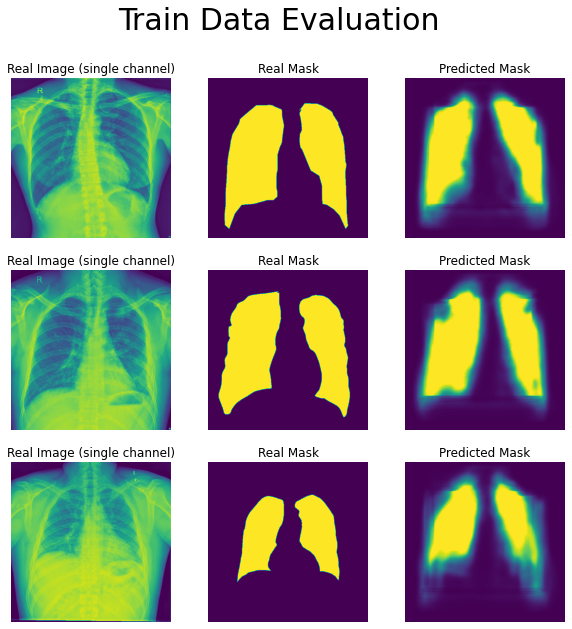 Train Data Evaluation
Real Image (single channel) Real Mask Predicted Mask
R
Real Image (single channel) Real Mask Predicted Mask
R
Real Image (single channel) Real Mask Predicted Mask